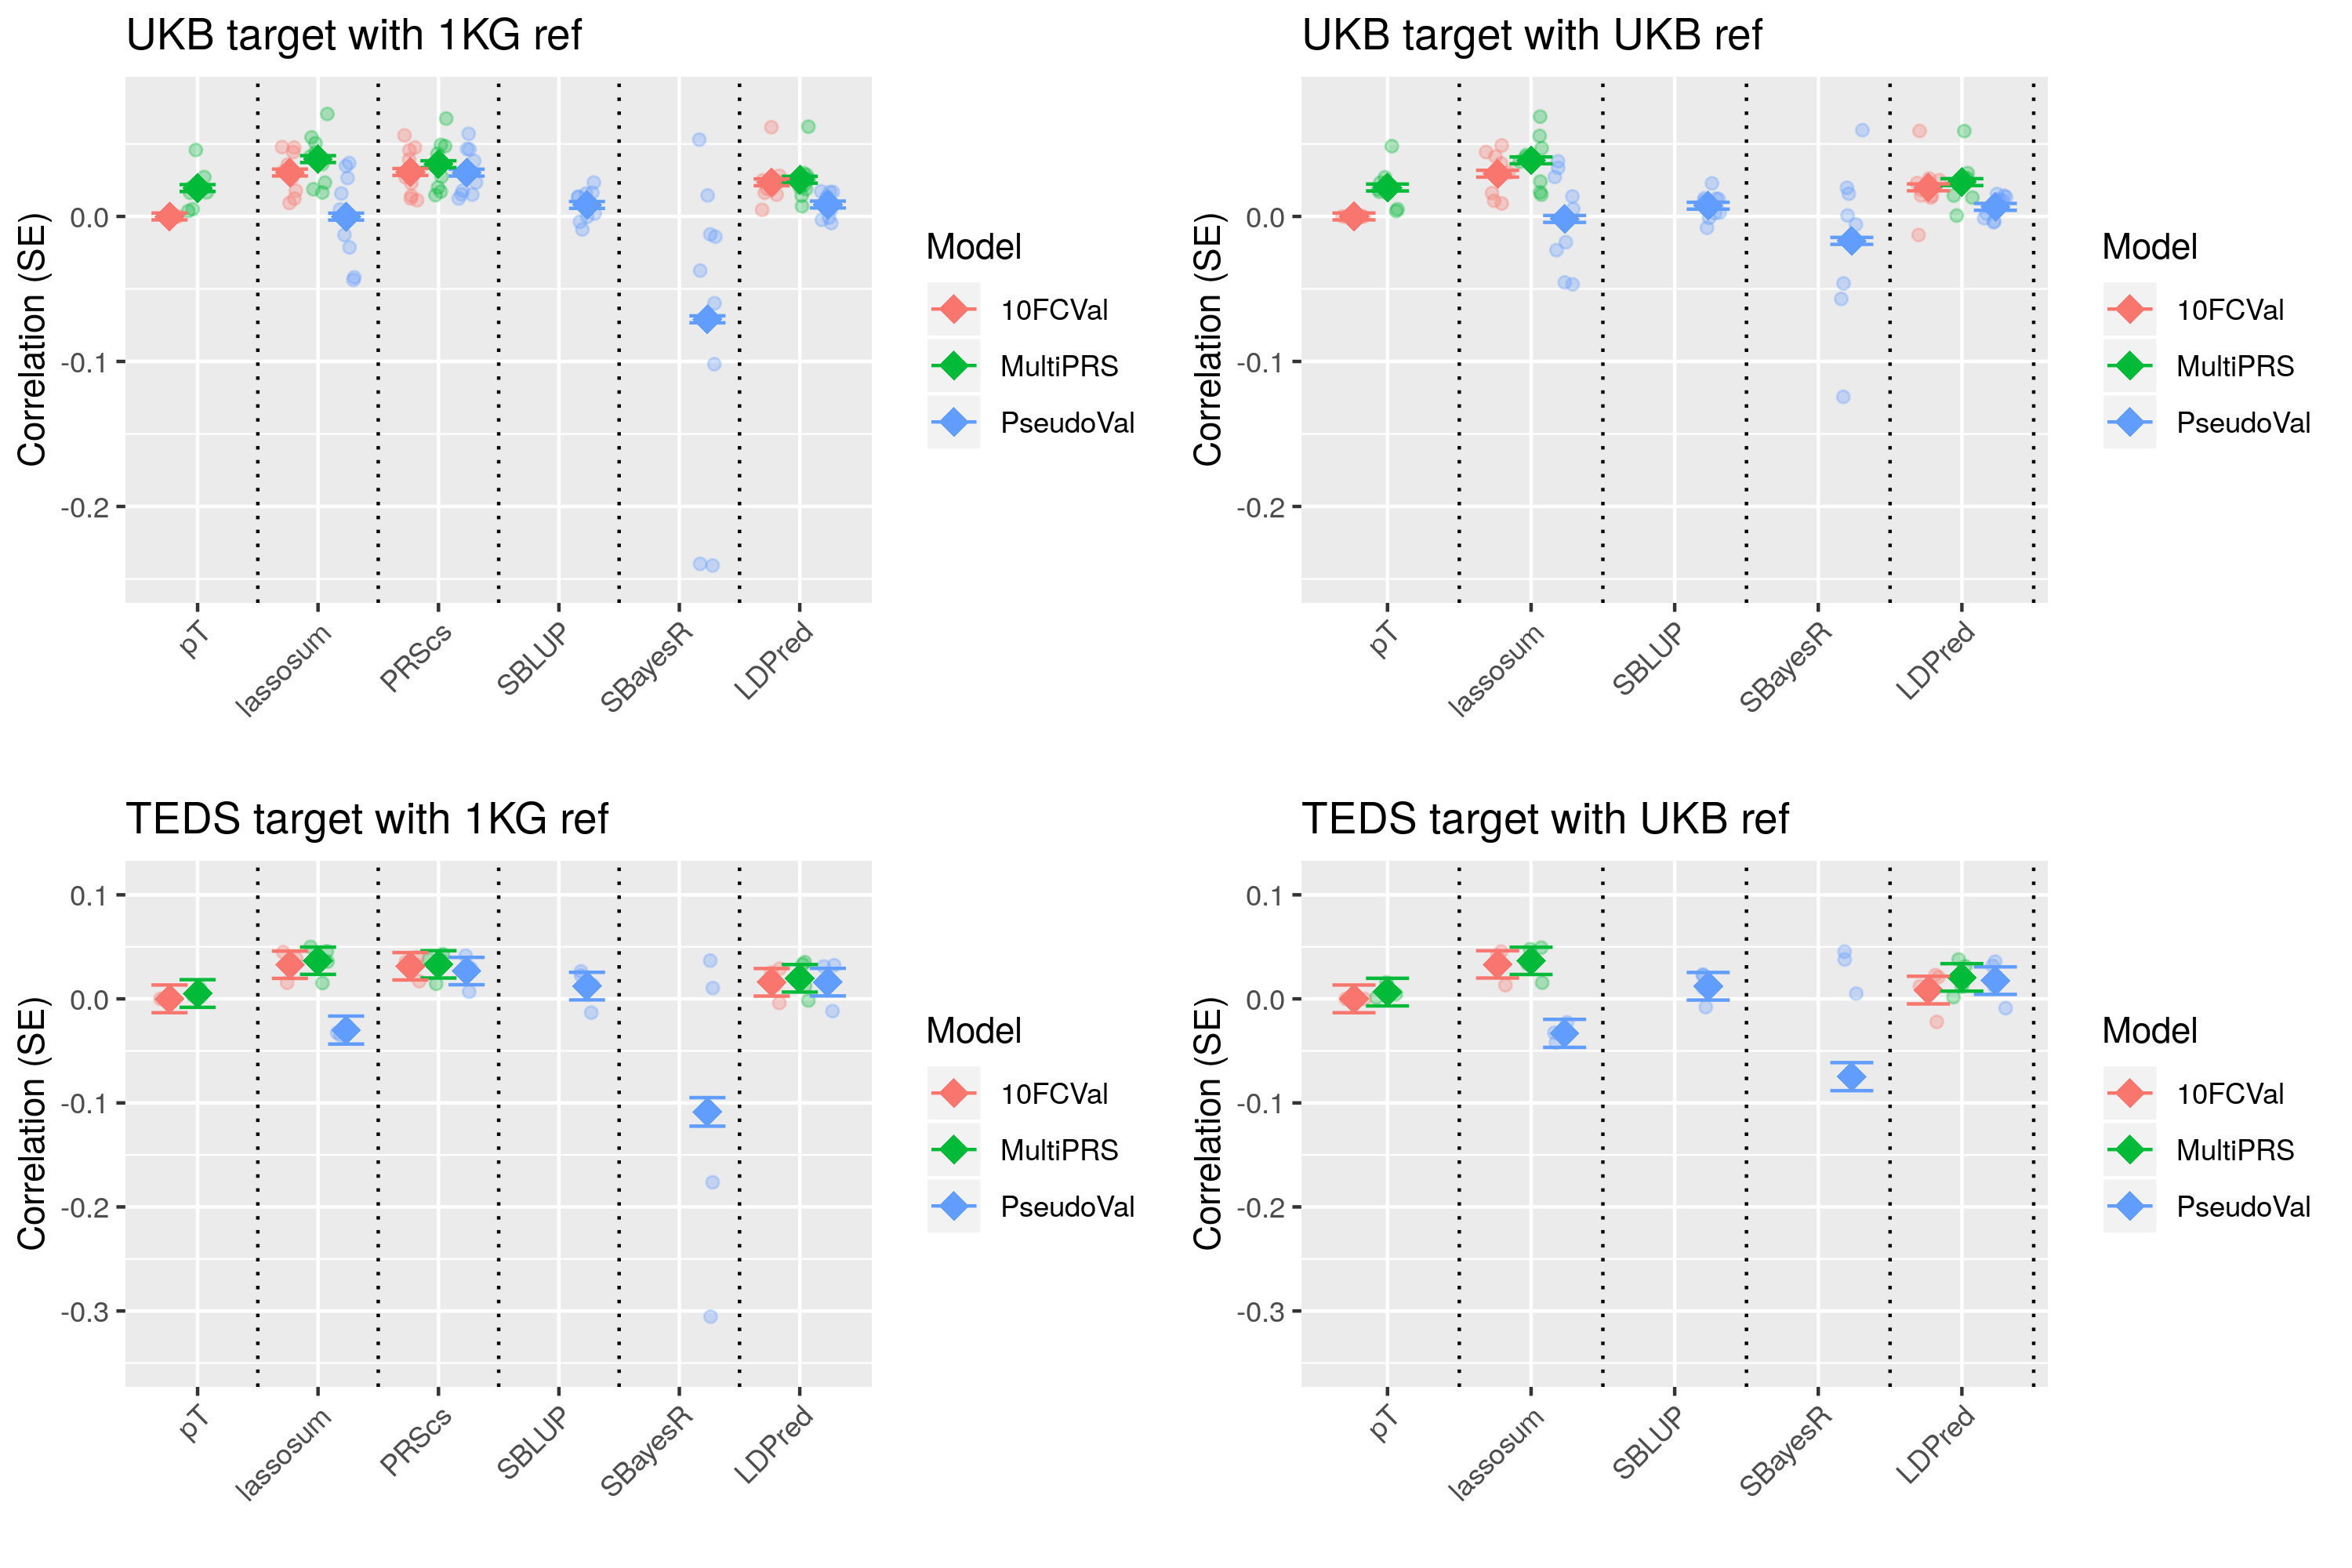 UKB target with 1KG ref
Correlation (SE)
0.0
-0.1
-0.2
pT
lassosum
PRScs
SBLUP
SBayesR
LDPred
Model
10FCVal
MultiPRS
PseudoVal
UKB target with UKB ref
Correlation (SE)
0.0
-0.1
-0.2
pT
lassosum
SBLUP
SBayesR
LDPred
Model
10FCVal
MultiPRS
PseudoVal
TEDS target with 1KG ref
Correlation (SE)
0.1
0.0
-0.1
-0.2
-0.3
pT
lassosum
PRScs
SBLUP
SBayesR
LDPred
Model
10FCVal
MultiPRS
PseudoVal
TEDS target with UKB ref
Correlation (SE)
0.1
0.0
-0.1
-0.2
-0.3
pT
lassosum
SBLUP
SBayesR
LDPred
Model
10FCVal
MultiPRS
PseudoVal